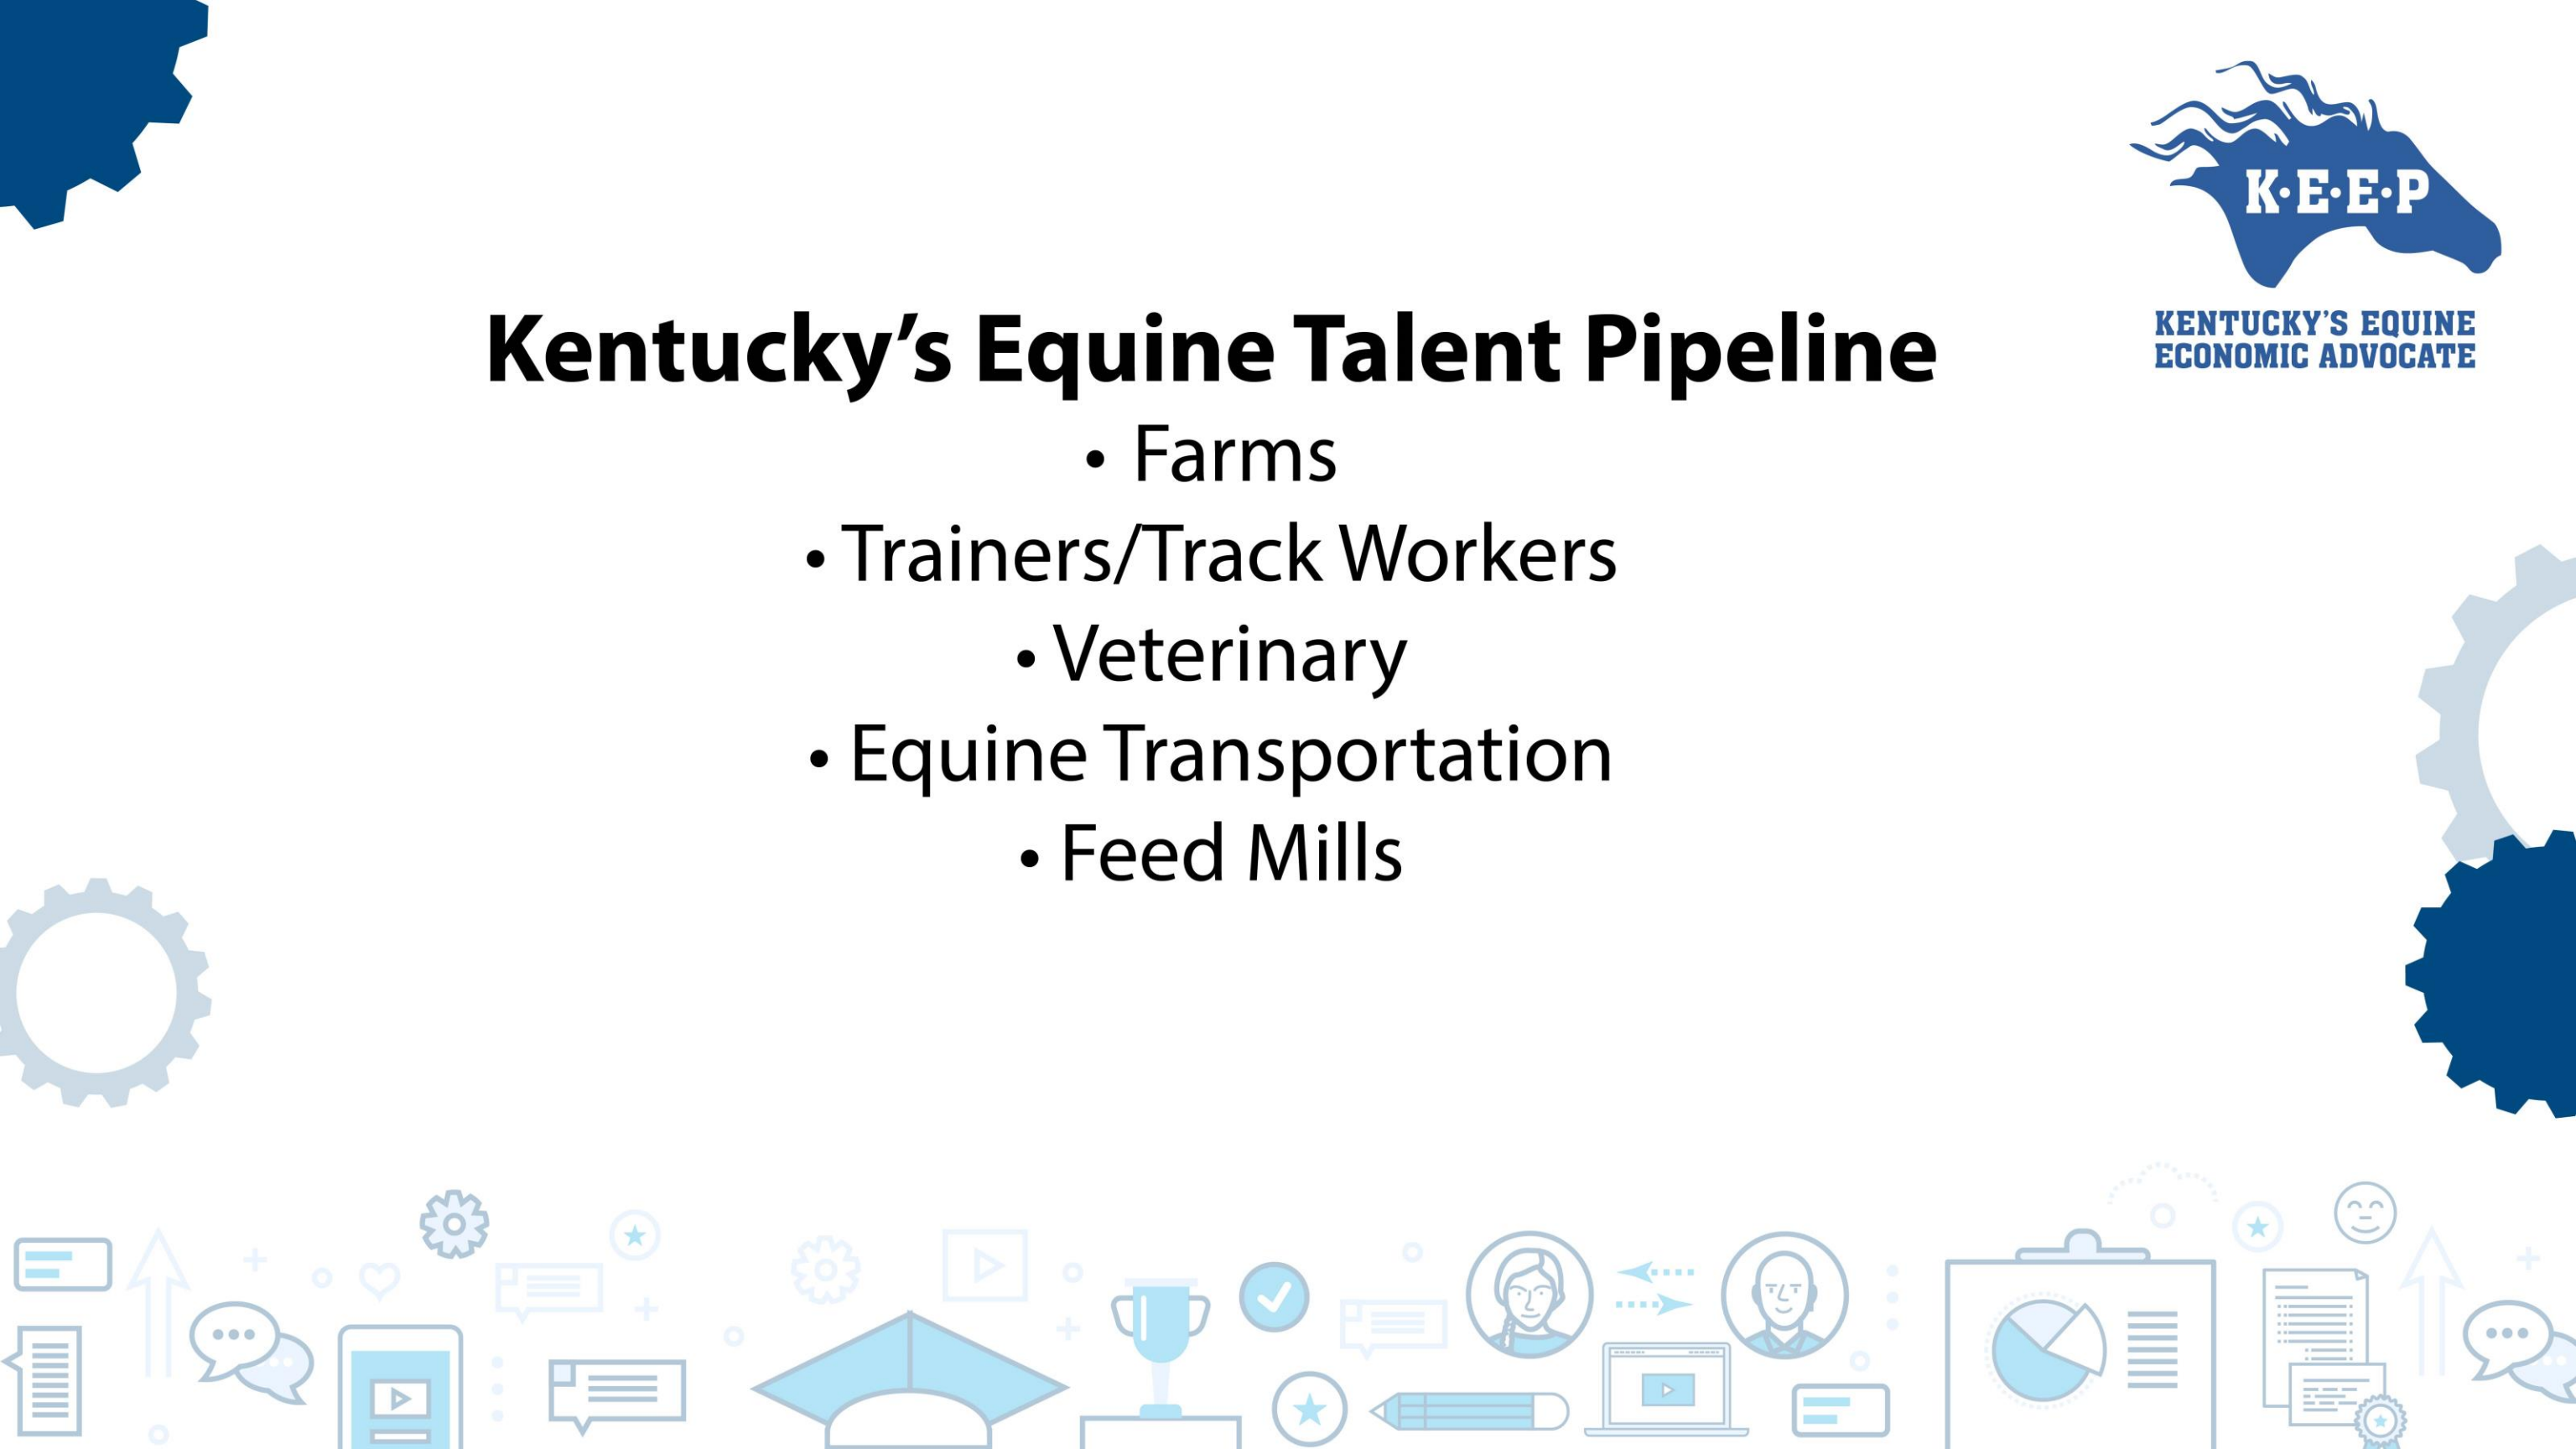 K·E·E·P
KENTUCKY'S EQUINE
ECONOMIC ADVOCATE
Kentucky’s Equine Talent Pipeline
• Farms
• Trainers/Track Workers
• Veterinary
• Equine Transportation
• Feed Mills